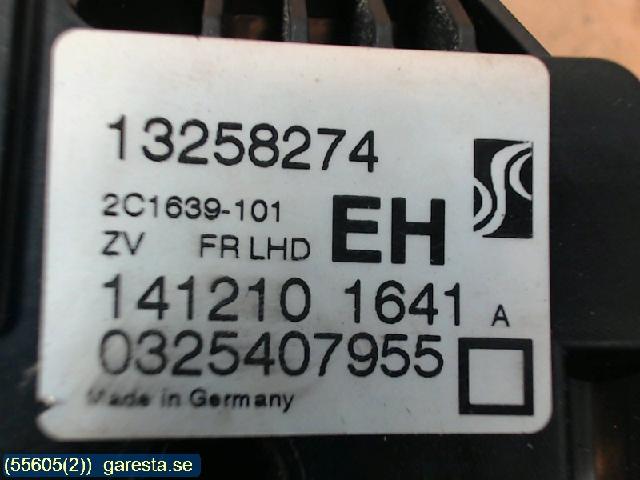 13258274
2C1639-101
ZV FR LHD EH
141210 1641 A
0325407955
Made in Germany
(55605(2)) garesta.se